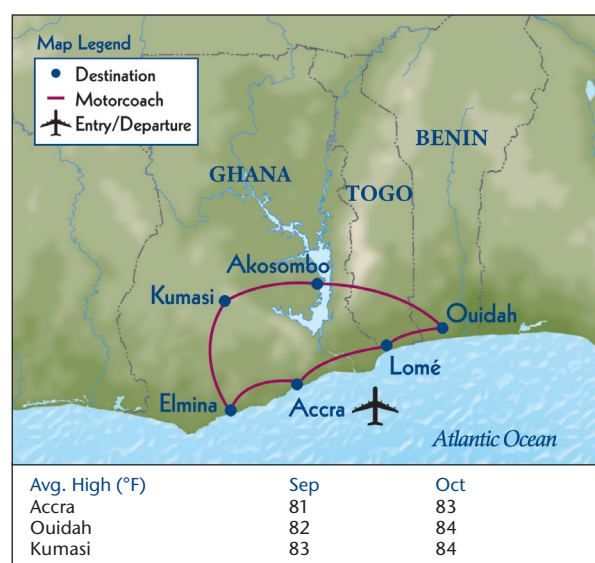 Map Legend
Destination
Motorcoach
Entry/Departure
BENIN
GHANA
TOGO
Akosombo
Kumasi
Ouidah
Lomé
Elmina
Accra
Atlantic Ocean
Avg. High (°F) Sep Oct
Accra 81 83
Ouidah 82 84
Kumasi 83 84